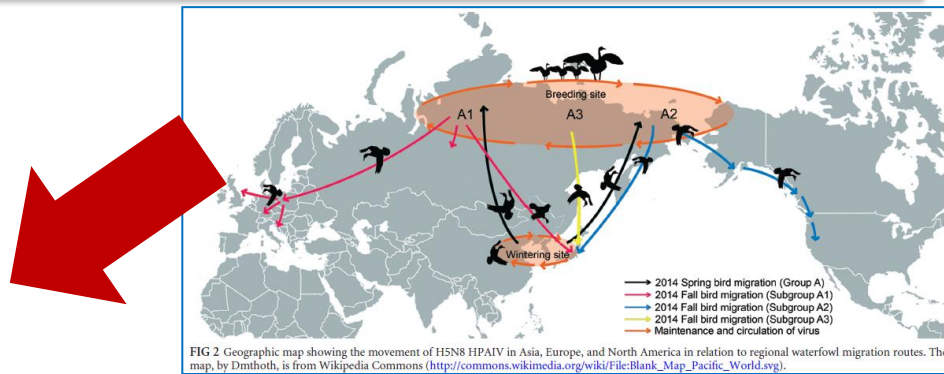 Breeding site
A1
A3
A2
Wintering site
2014 Spring bird migration (Group A)
2014 Fall bird migration (Subgroup A1)
2014 Fall bird migration (Subgroup A2)
2014 Fall bird migration (Subgroup A3)
Maintenance and circulation of virus
FIG 2 Geographic map showing the movement of H5N8 HPAIV in Asia, Europe, and North America in relation to regional waterfowl migration routes. The
map, by Dmthoth, is from Wikipedia Commons (http://commons.wikimedia.org/wiki/File:Blank_Map_Pacific_World.svg).